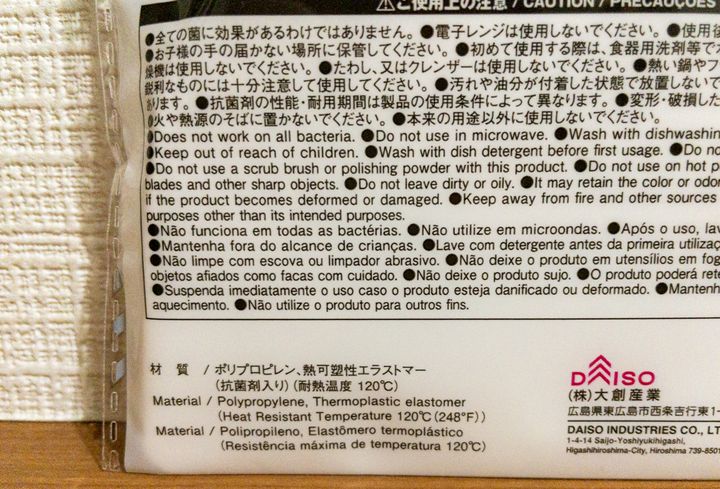 ご使用上の注意 / CAUTION / PRECAUÇÕES
●全ての菌に効果があるわけではありません。●電子レンジは使用しないでください。●使用後
●お子様の手の届かない場所に保管してください。●初めて使用する際は、食器用洗剤等で
燥機は使用しないでください。●たわし、又はクレンザーは使用しないでください。●熱い鍋や
鋭利なものには十分注意して使用してください。●汚れや油分が付着した状態で放置しない
あります。●抗菌剤の性能・耐用期間は製品の使用条件によって異なります。●変形・破損した
●火や熱源のそばに置かないでください。●本来の用途以外に使用しないでください。
●Does not work on all bacteria. ●Do not use in microwave. ●Wash with dishwashin
●Keep out of reach of children. ●Wash with dish detergent before first usage. ●Do no
●Do not use a scrub brush or polishing powder with this product. ●Do not use on hot p
blades and other sharp objects. ●Do not leave dirty or oily. ●It may retain the color or odo
if the product becomes deformed or damaged. ●Keep away from fire and other sources
purposes other than its intended purposes.
●Não funciona em todas as bactérias. ●Não utilize em microondas. ●Após o uso, lav
●Mantenha fora do alcance de crianças. ●Lave com detergente antes da primeira utilizaç
●Não limpe com escova ou limpador abrasivo. ●Não deixe o produto em utensílios em fog
objetos afiados como facas com cuidado. ●Não deixe o produto sujo. ●O produto poderá rete
●Suspenda imediatamente o uso caso o produto esteja danificado ou deformado. ●Manten
aquecimento. ●Não utilize o produto para outros fins.
材 質 / ポリプロピレン、熱可塑性エラストマー
(抗菌剤入り) (耐熱温度 120℃)
Material / Polypropylene, Thermoplastic elastomer
(Heat Resistant Temperature 120℃(248°F))
Material / Polipropileno, Elastômero termoplástico
(Resistência máxima de temperatura 120℃)
DAISO
(株)大創産業
広島県東広島市西条吉行東1-
DAISO INDUSTRIES CO., LT
1-4-14 Saijo-Yoshiyukihigashi,
Higashihiroshima-City, Hiroshima 739-8501